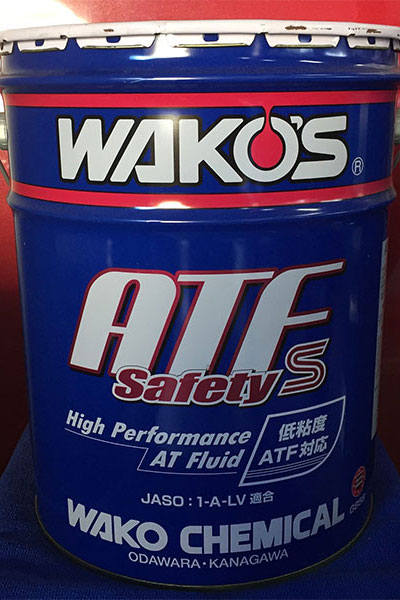 WAKO'S®
ATF
Safety S
High Performance
AT Fluid
低粘度
ATF対応
JASO:1-A-LV 適合
WAKO CHEMICAL
ODAWARA・KANAGAWA